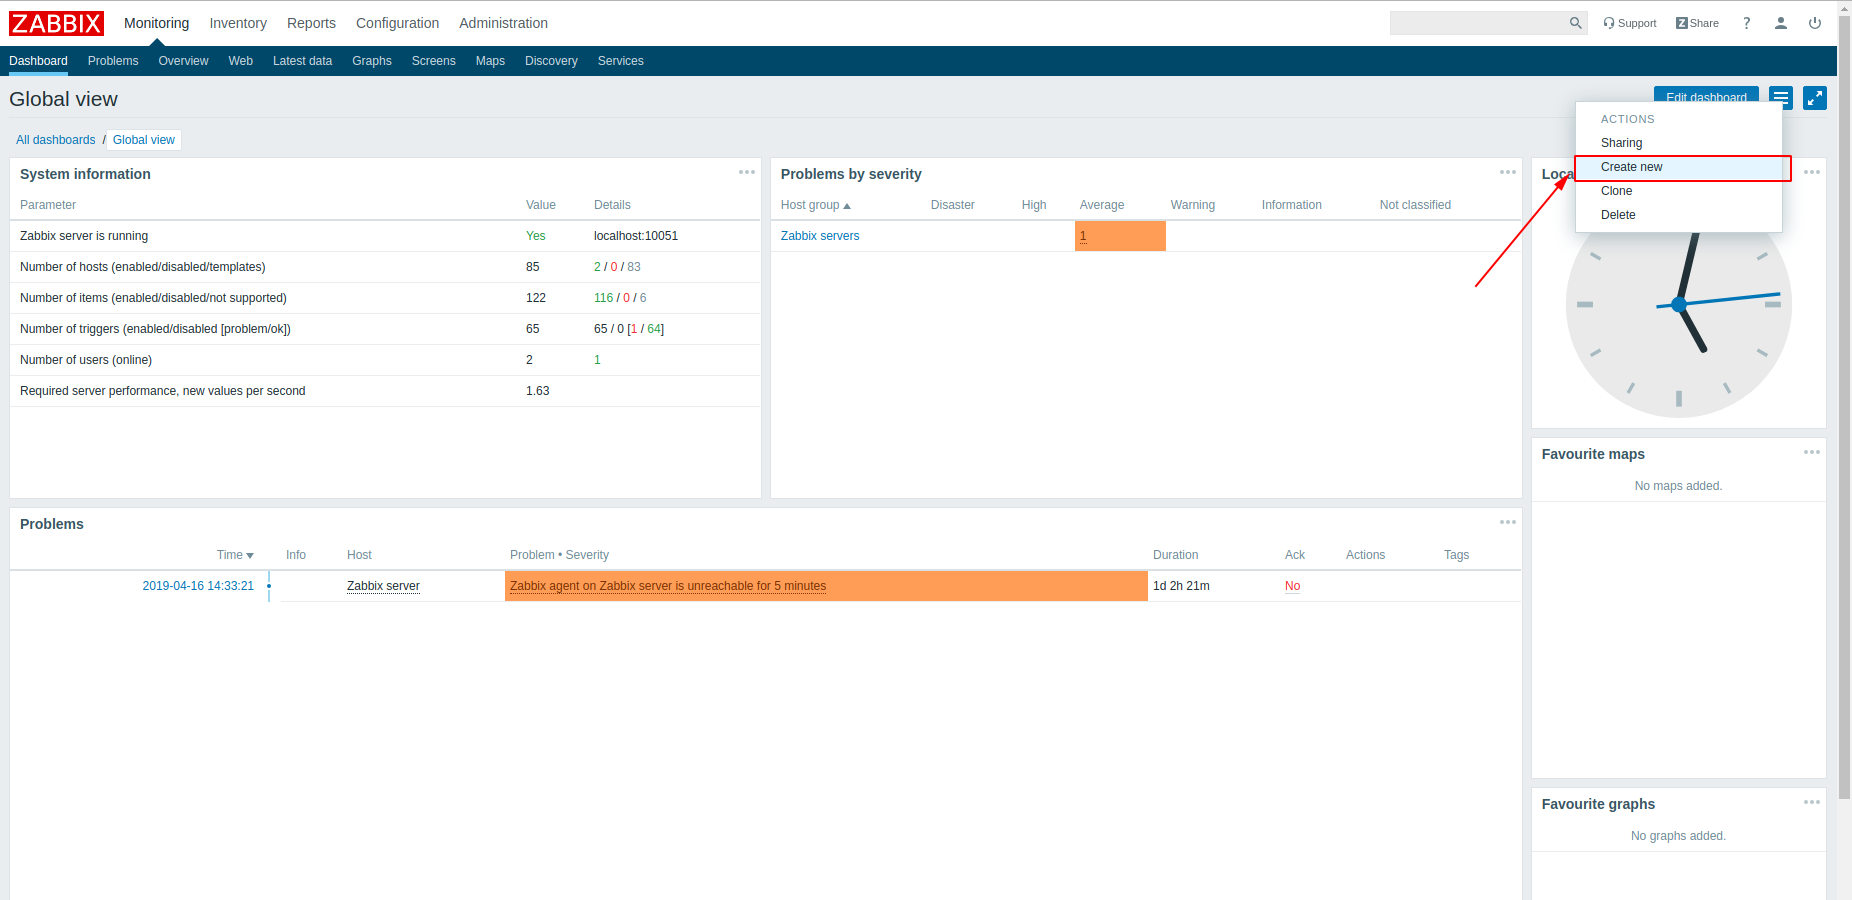 ZABBIX Monitoring Inventory Reports Configuration Administration Support Z Share ?
Dashboard Problems Overview Web Latest data Graphs Screens Maps Discovery Services
Global view
Edit dashboard
ACTIONS
Sharing
Create new
Clone
Delete
All dashboards / Global view
System information
Parameter Value Details
Zabbix server is running Yes localhost:10051
Number of hosts (enabled/disabled/templates) 85 2 / 0 / 83
Number of items (enabled/disabled/not supported) 122 116 / 0 / 6
Number of triggers (enabled/disabled [problem/ok]) 65 65 / 0 [1 / 64]
Number of users (online) 2 1
Required server performance, new values per second 1.63
Problems by severity
Host group Disaster High Average Warning Information Not classified
Zabbix servers 1
Loca
Favourite maps
No maps added.
Problems
Time Info Host Problem • Severity Duration Ack Actions Tags
2019-04-16 14:33:21 Zabbix server Zabbix agent on Zabbix server is unreachable for 5 minutes 1d 2h 21m No
Favourite graphs
No graphs added.